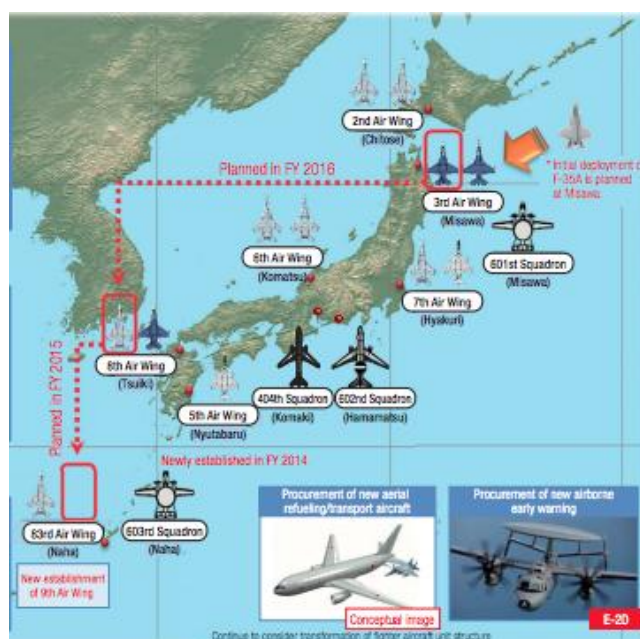 2nd Air Wing
(Chitose)
Planned in FY 2016
* Initial deployment o
F-35A is planned
at Misawa.
3rd Air Wing
(Misawa)
6th Air Wing
(Komatsu)
601st Squadron
(Misawa)
7th Air Wing
(Hyakuri)
8th Air Wing
(Tsuiki)
Planned in FY 2015
5th Air Wing
(Nyutabaru)
404th Squadron
(Komaki)
602nd Squadron
(Hamamatsu)
Newly established in FY 2014
83rd Air Wing
(Naha)
603rd Squadron
(Naha)
New establishment
of 9th Air Wing
Procurement of new aerial
refueling/transport aircraft
Conceptual image
Procurement of new airborne
early warning
E-2D
Continue to consider transformation of fighter aircraft unit structure